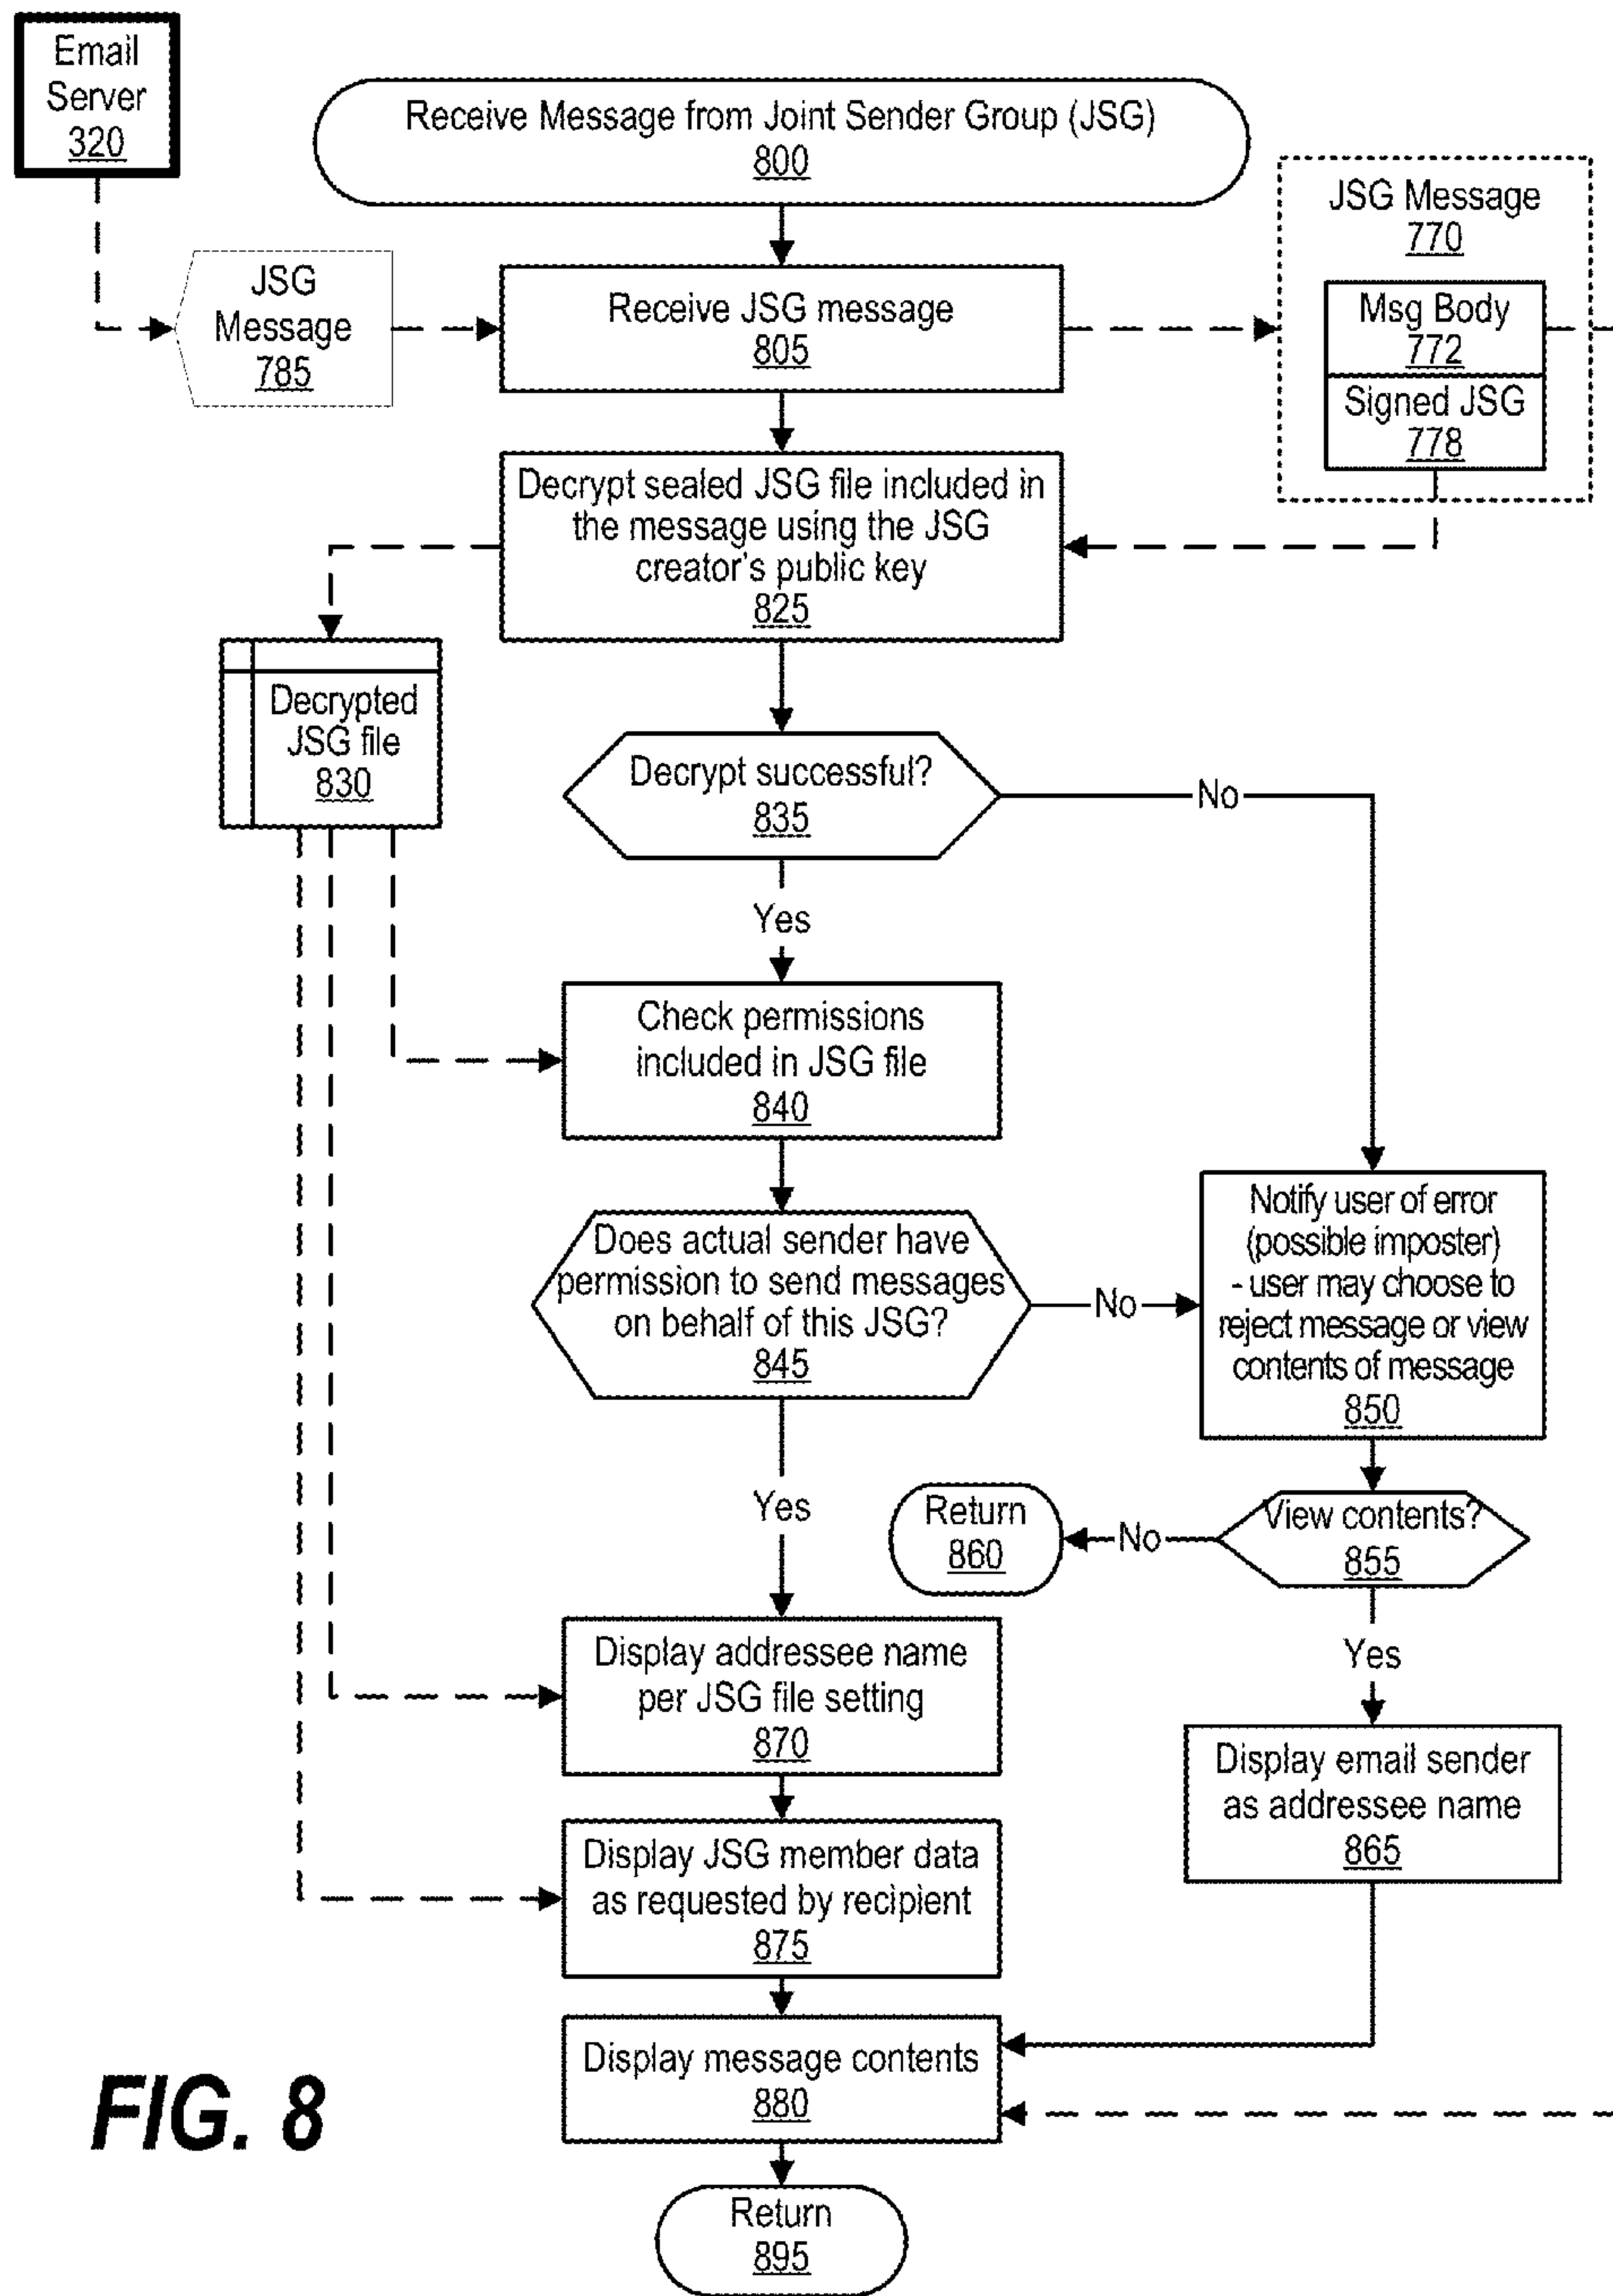 Email
Server
320
Receive Message from Joint Sender Group (JSG)
800
JSG Message
770
Msg Body
772
Signed JSG
778
JSG
Message
785
Receive JSG message
805
Decrypt sealed JSG file included in
the message using the JSG
creator's public key
825
Decrypted
JSG file
830
Decrypt successful?
835
No
Yes
Check permissions
included in JSG file
840
Does actual sender have
permission to send messages
on behalf of this JSG?
845
No
Notify user of error
(possible imposter)
- user may choose to
reject message or view
contents of message
850
Yes
Return
860
No
View contents?
855
Yes
Display addressee name
per JSG file setting
870
Display email sender
as addressee name
865
Display JSG member data
as requested by recipient
875
Display message contents
880
Return
895
FIG. 8